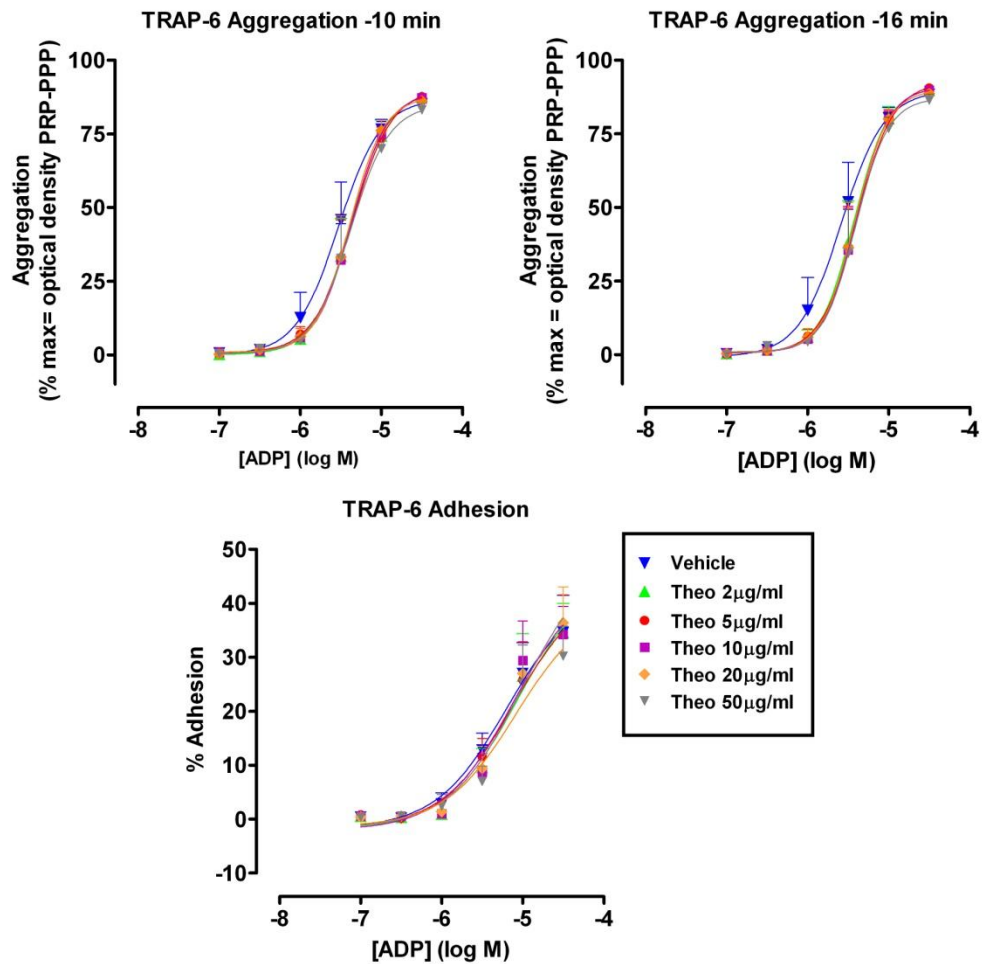 TRAP-6 Aggregation -10 min
Aggregation
(% max= optical density PRP-PPP)
100
75
50
25
0
-8 -7 -6 -5 -4
[ADP] (log M)
TRAP-6 Aggregation -16 min
Aggregation
(% max = optical density PRP-PPP)
100
75
50
25
0
-8 -7 -6 -5 -4
[ADP] (log M)
TRAP-6 Adhesion
% Adhesion
50
40
30
20
10
0
-10
-8 -7 -6 -5 -4
[ADP] (log M)
Vehicle
Theo 2μg/ml
Theo 5μg/ml
Theo 10μg/ml
Theo 20μg/ml
Theo 50μg/ml